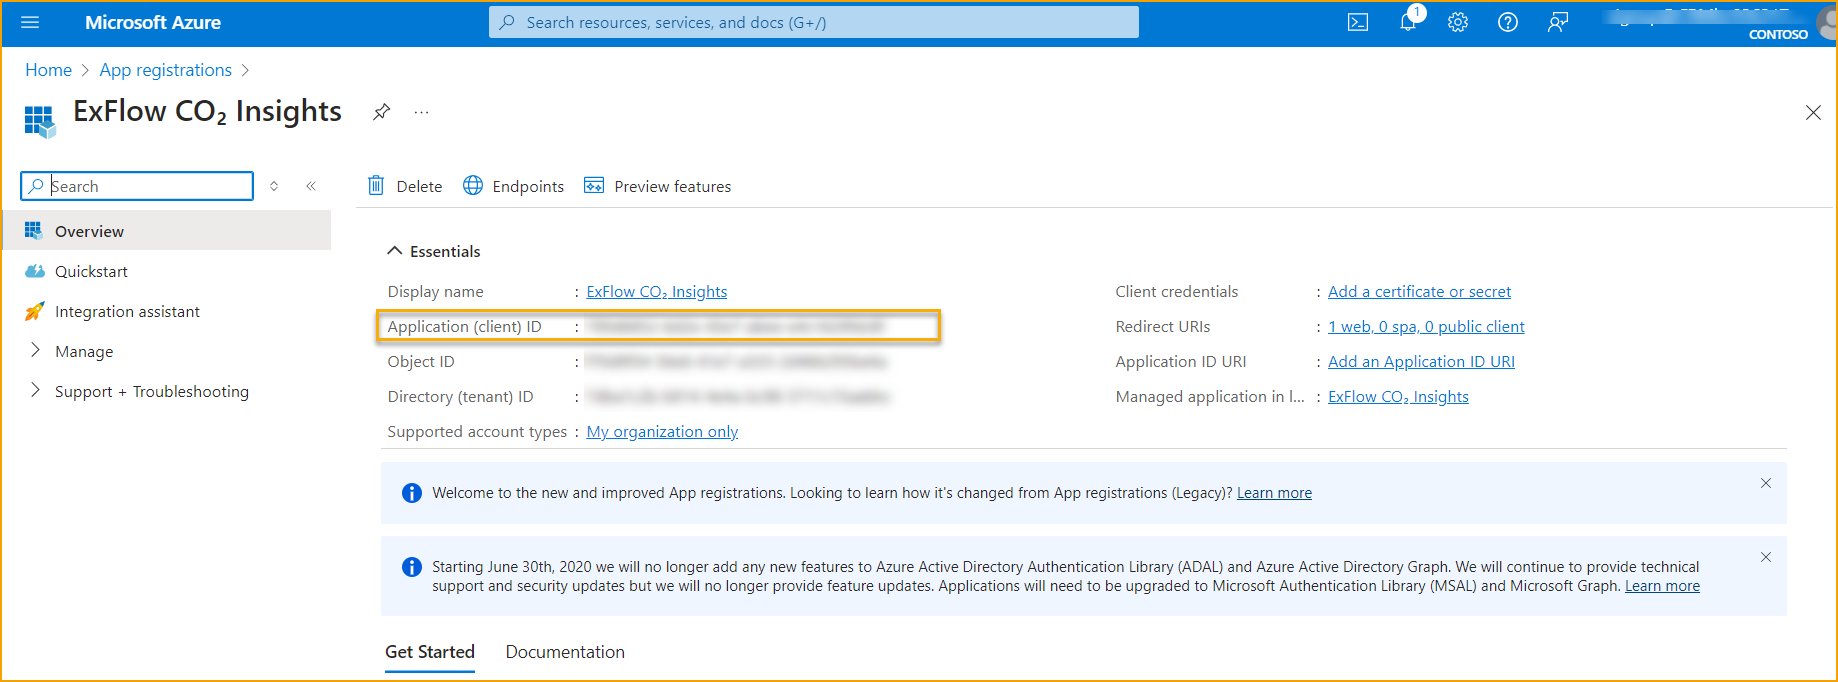 Microsoft Azure
Search resources, services, and docs (G+/)
1
CONTOSO
Home > App registrations >
ExFlow CO₂ Insights
...
Search
Delete Endpoints Preview features
Overview
Quickstart
Integration assistant
Manage
Support + Troubleshooting
Essentials
Display name : ExFlow CO₂ Insights
Application (client) ID :
Object ID :
Directory (tenant) ID :
Supported account types : My organization only
Client credentials : Add a certificate or secret
Redirect URIs : 1 web, 0 spa, 0 public client
Application ID URI : Add an Application ID URI
Managed application in l... : ExFlow CO₂ Insights
Welcome to the new and improved App registrations. Looking to learn how it's changed from App registrations (Legacy)? Learn more
Starting June 30th, 2020 we will no longer add any new features to Azure Active Directory Authentication Library (ADAL) and Azure Active Directory Graph. We will continue to provide technical
support and security updates but we will no longer provide feature updates. Applications will need to be upgraded to Microsoft Authentication Library (MSAL) and Microsoft Graph. Learn more
Get Started Documentation